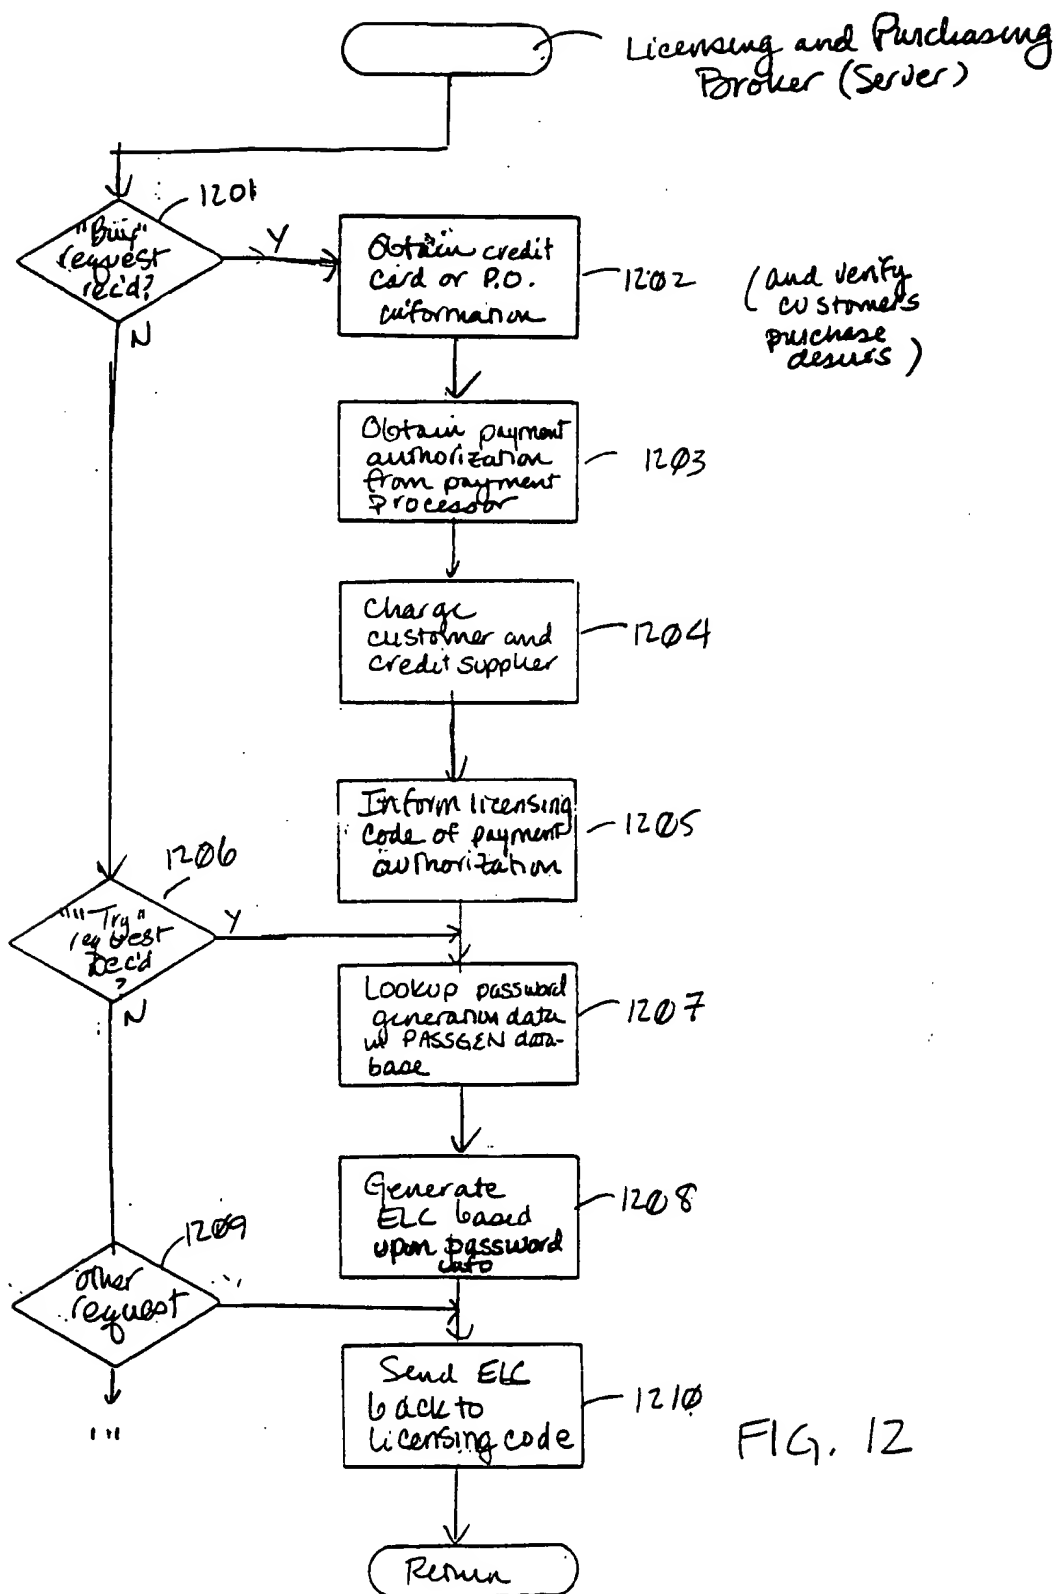 Licensing and Purchasing
Broker (Server)
1201
"Buy"
request
rec'd?
Y
N
Obtain credit
card or P.O.
information
1202
(and verify
customers
purchase
desires)
Obtain payment
authorization
from payment
processor
1203
Charge
customer and
credit supplier
1204
Inform licensing
code of payment
authorization
1205
1206
"Try"
request
rec'd
?
Y
N
Lookup password
generation data
in PASSGEN data-
base
1207
Generate
ELC based
upon password
info
1208
1209
other
request
Send ELC
back to
licensing code
1210
FIG. 12
Return